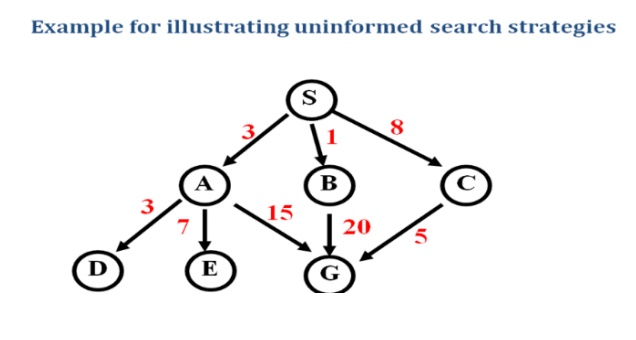 Example for illustrating uninformed search strategies
S
3
1
8
A
B
C
3
7
15
20
5
D
E
G